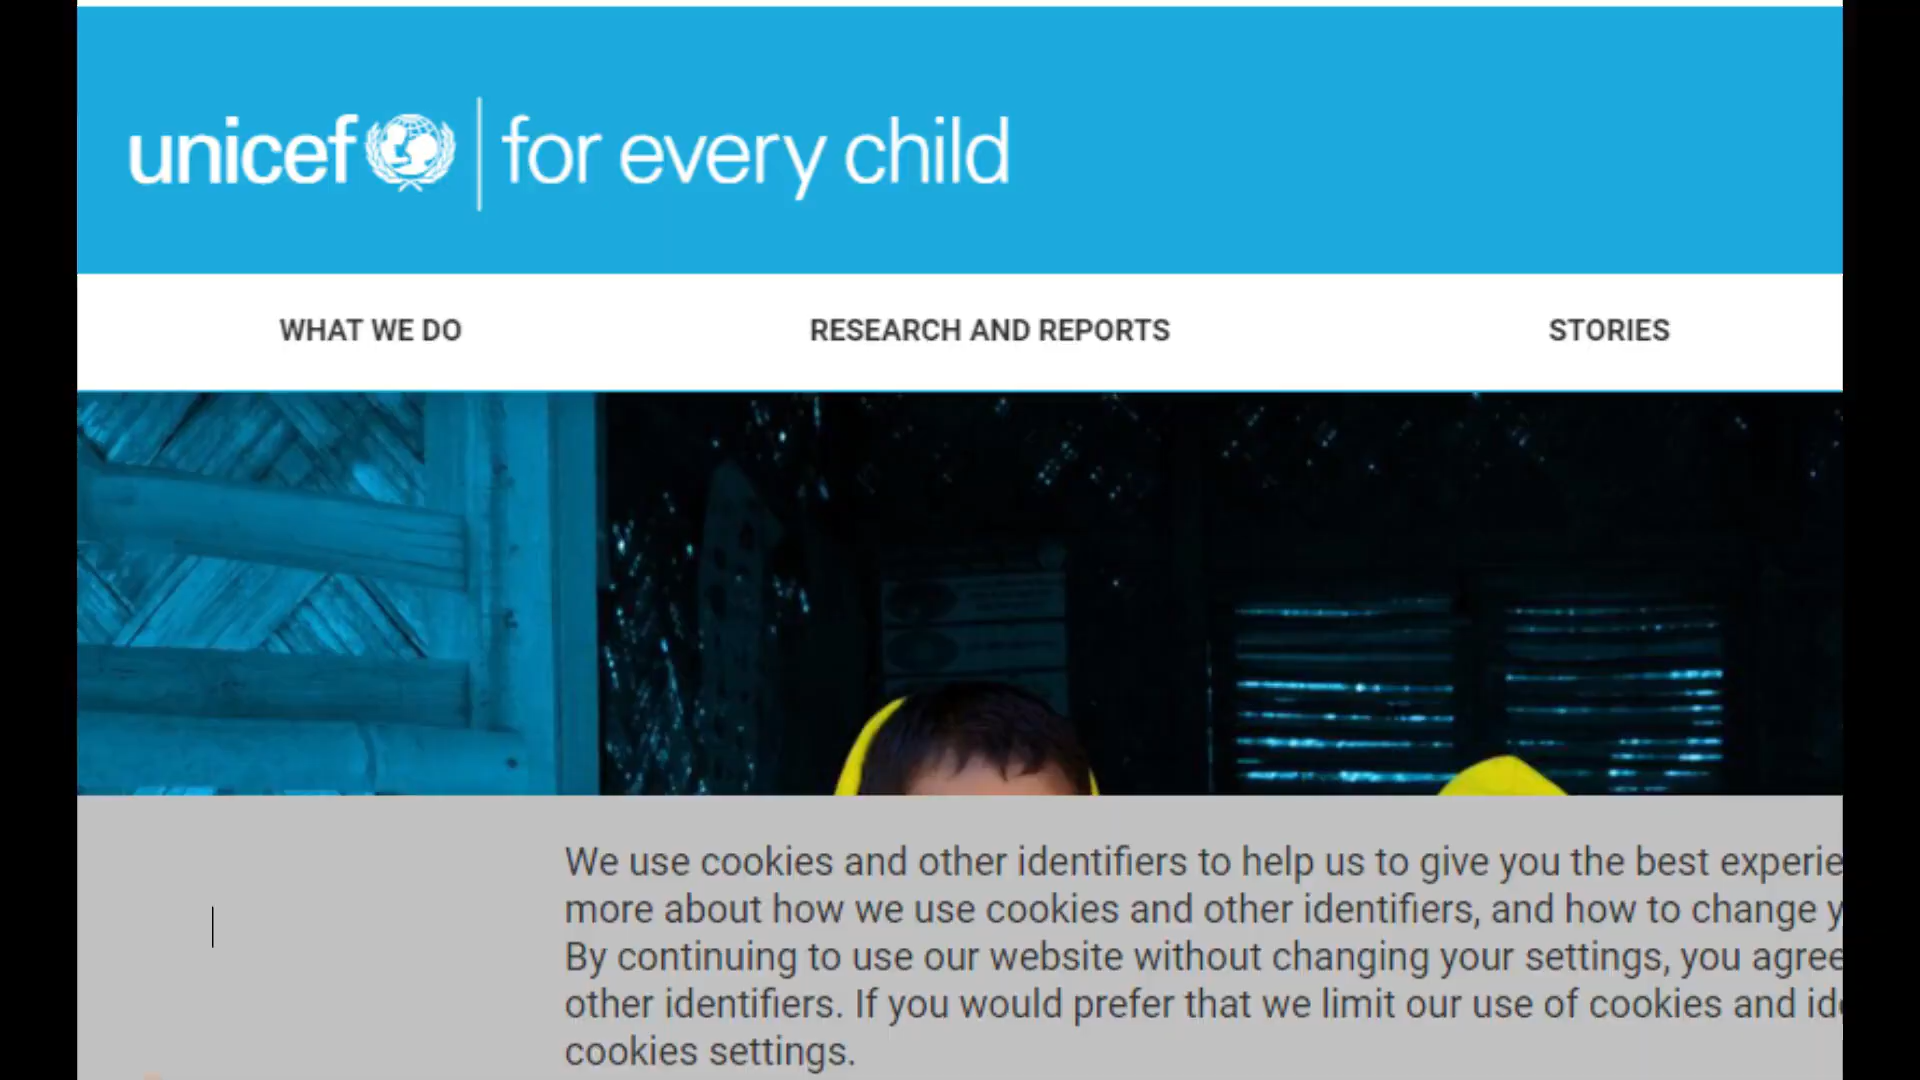 unicef | for every child
WHAT WE DO RESEARCH AND REPORTS STORIES
We use cookies and other identifiers to help us to give you the best experie
more about how we use cookies and other identifiers, and how to change y
By continuing to use our website without changing your settings, you agree
other identifiers. If you would prefer that we limit our use of cookies and id
cookies settings.